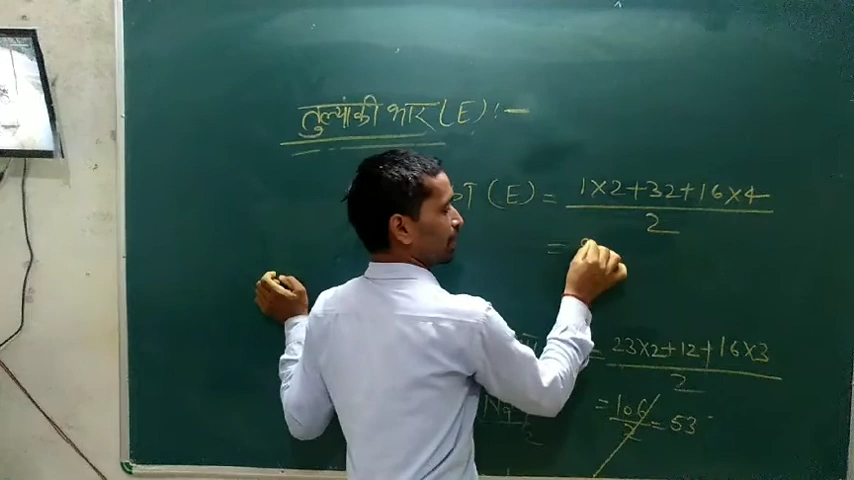 तुल्यांकी भार (E) :-
(E) = 1×2+32+16×4 / 2
=
= 23×2+12+16×3 / 2
= 106 / 2 = 53